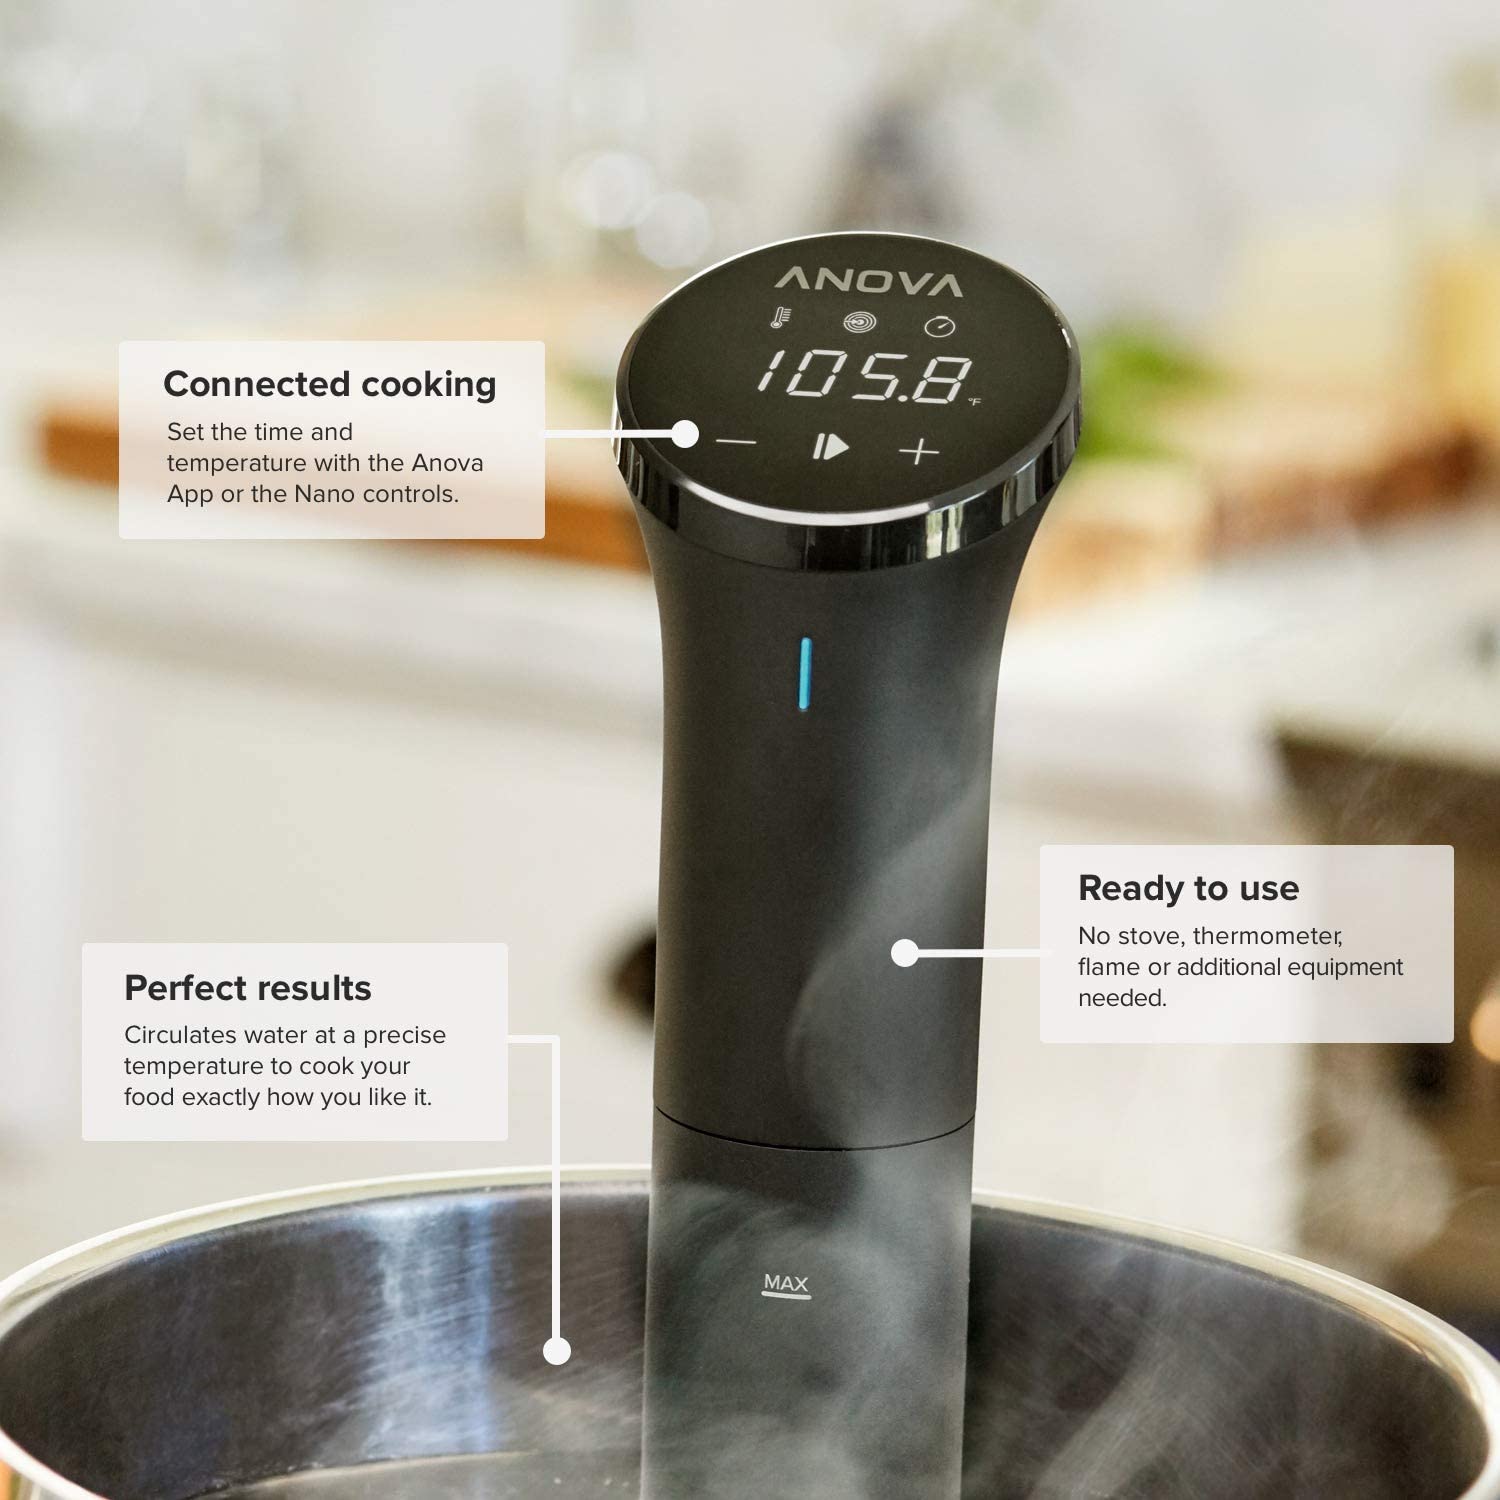 ANOVA
105.8 °F
Connected cooking
Set the time and
temperature with the Anova
App or the Nano controls.
Ready to use
No stove, thermometer,
flame or additional equipment
needed.
Perfect results
Circulates water at a precise
temperature to cook your
food exactly how you like it.
MAX